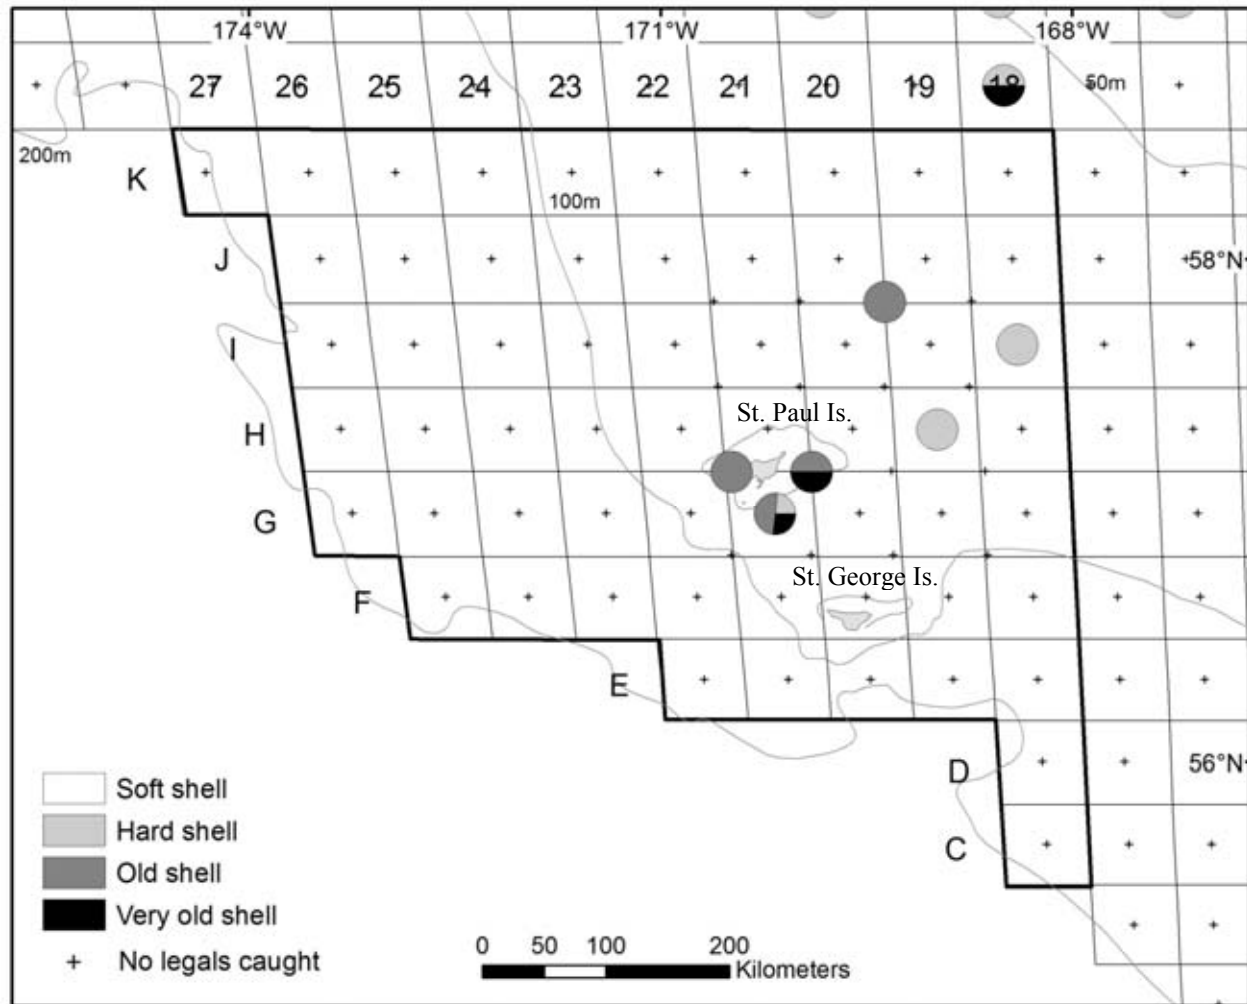 174°W 171°W 168°W
27 26 25 24 23 22 21 20 19 18 50m
200m
K
100m
J 58°N
I
St. Paul Is.
H
G
St. George Is.
F
E
D 56°N
C
Soft shell
Hard shell
Old shell
Very old shell
No legals caught
0 50 100 200
Kilometers